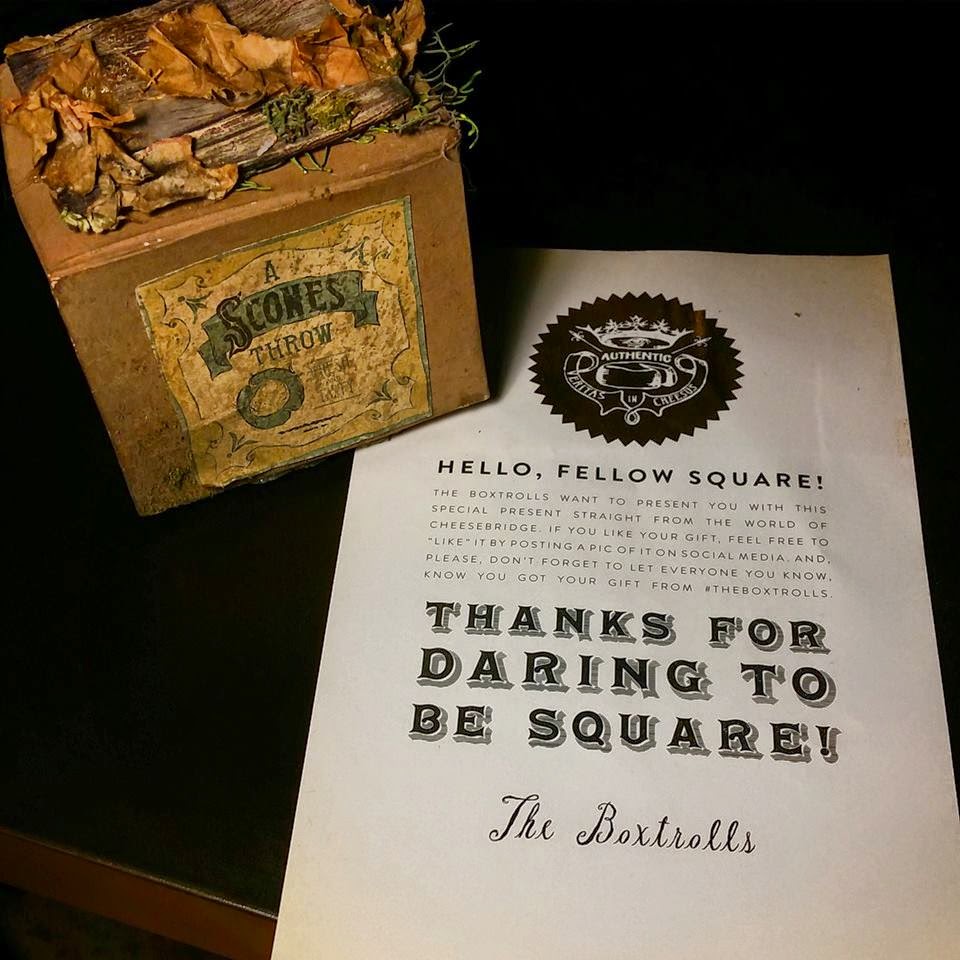 A
SCONES
THROW
AUTHENTIC
VERITAS IN CHEESUS
HELLO, FELLOW SQUARE!
THE BOXTROLLS WANT TO PRESENT YOU WITH THIS
SPECIAL PRESENT STRAIGHT FROM THE WORLD OF
CHEESEBRIDGE. IF YOU LIKE YOUR GIFT, FEEL FREE TO
"LIKE" IT BY POSTING A PIC OF IT ON SOCIAL MEDIA. AND,
PLEASE, DON'T FORGET TO LET EVERYONE YOU KNOW,
KNOW YOU GOT YOUR GIFT FROM #THEBOXTROLLS.
THANKS FOR
DARING TO
BE SQUARE!
The Boxtrolls